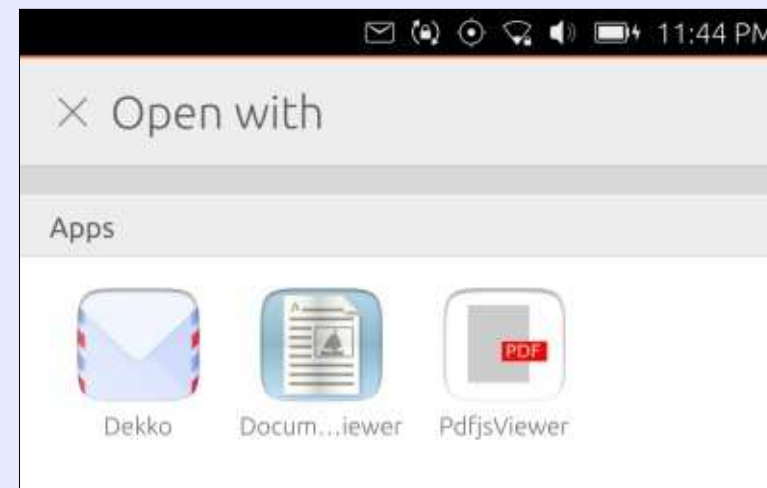 11:44 PM
Open with
Apps
PDF
Dekko
Docum...iewer
PdfjsViewer